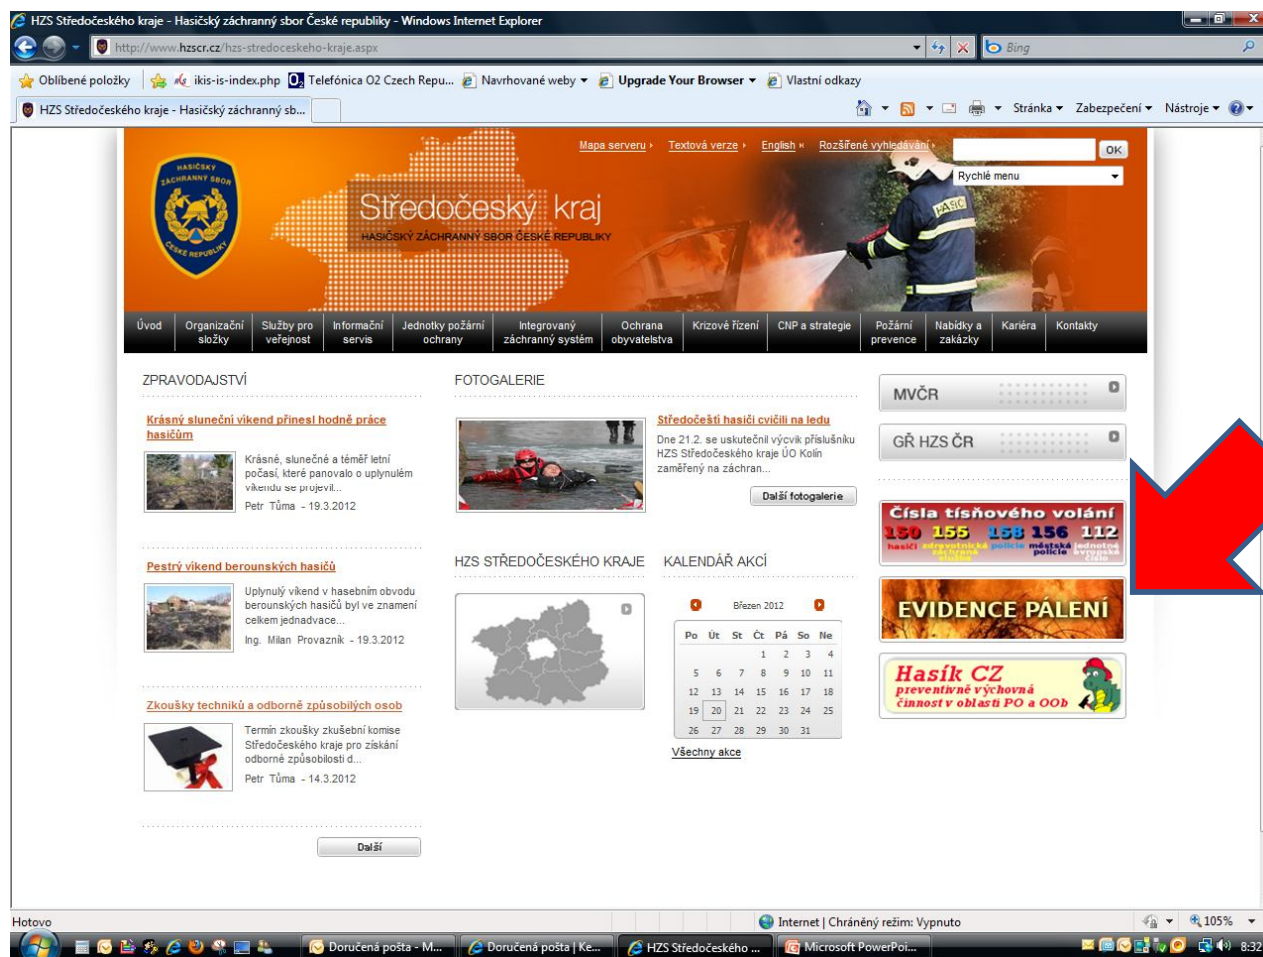 HZS Středočeského kraje - Hasičský záchranný sbor České republiky - Windows Internet Explorer
http://www.hzscr.cz/hzs-stredoceskeho-kraje.aspx
Bing
Oblíbené položky
ikis-is-index.php
Telefónica O2 Czech Repu...
Navrhované weby
Upgrade Your Browser
Vlastní odkazy
HZS Středočeského kraje - Hasičský záchranný sb...
Stránka
Zabezpečení
Nástroje
Mapa serveru
Textová verze
English
Rozšířené vyhledávání
OK
Rychlé menu
HASIČSKÝ
ZÁCHRANNÝ SBOR
ČESKÉ REPUBLIKY
Středočeský kraj
HASIČSKÝ ZÁCHRANNÝ SBOR ČESKÉ REPUBLIKY
HASIČI
Úvod
Organizační složky
Služby pro veřejnost
Informační servis
Jednotky požární ochrany
Integrovaný záchranný systém
Ochrana obyvatelstva
Krizové řízení
CNP a strategie
Požární prevence
Nabídky a zakázky
Kariéra
Kontakty
ZPRAVODAJSTVÍ
Krásný sluneční víkend přinesl hodně práce
hasičům
Krásné, slunečné a téměř letní
počasí, které panovalo o uplynulém
víkendu se projevil...
Petr Tůma - 19.3.2012
Pestrý víkend berounských hasičů
Uplynulý víkend v hasebním obvodu
berounských hasičů byl ve znamení
celkem jednadvace...
Ing. Milan Provazník - 19.3.2012
Zkoušky techniků a odborně způsobilých osob
Termín zkoušky zkušební komise
Středočeského kraje pro získání
odborné způsobilosti d...
Petr Tůma - 14.3.2012
Další
FOTOGALERIE
Středočeští hasiči cvičili na ledu
Dne 21.2. se uskutečnil výcvik příslušníku
HZS Středočeského kraje ÚO Kolín
zaměřený na záchran...
Další fotogalerie
HZS STŘEDOČESKÉHO KRAJE
KALENDÁŘ AKCÍ
Březen 2012
Po Út St Čt Pá So Ne
1 2 3 4
5 6 7 8 9 10 11
12 13 14 15 16 17 18
19 20 21 22 23 24 25
26 27 28 29 30 31
Všechny akce
MVČR
GŘ HZS ČR
Čísla tísňového volání
150 155 158 156 112
hasiči zdravotnická záchranná služba policie městská policie jednotné evropské číslo
EVIDENCE PÁLENÍ
Hasík CZ
preventivně výchovná
činnost v oblasti PO a OOb
Hotovo
Internet | Chráněný režim: Vypnuto
105%
Doručená pošta - M...
Doručená pošta | Ke...
HZS Středočeského ...
Microsoft PowerPoi...
8:32